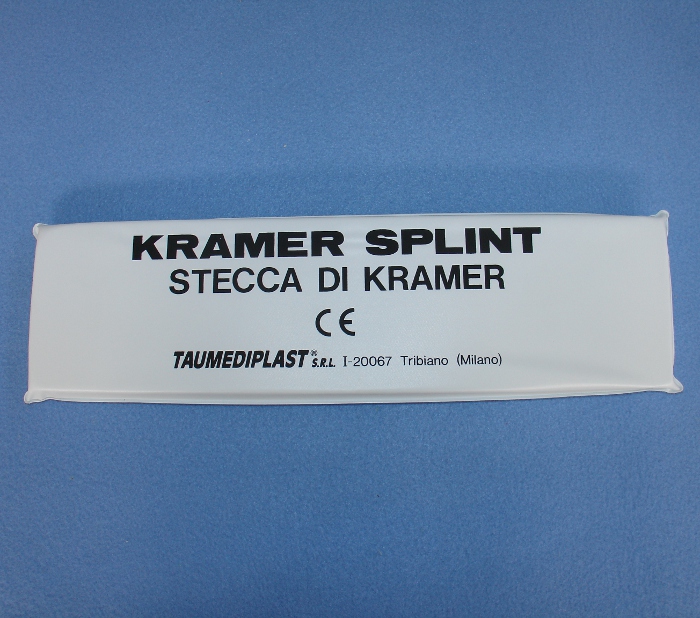 KRAMER SPLINT
STECCA DI KRAMER
CE
TAUMEDIPLAST® S.R.L. I-20067 Tribiano (Milano)